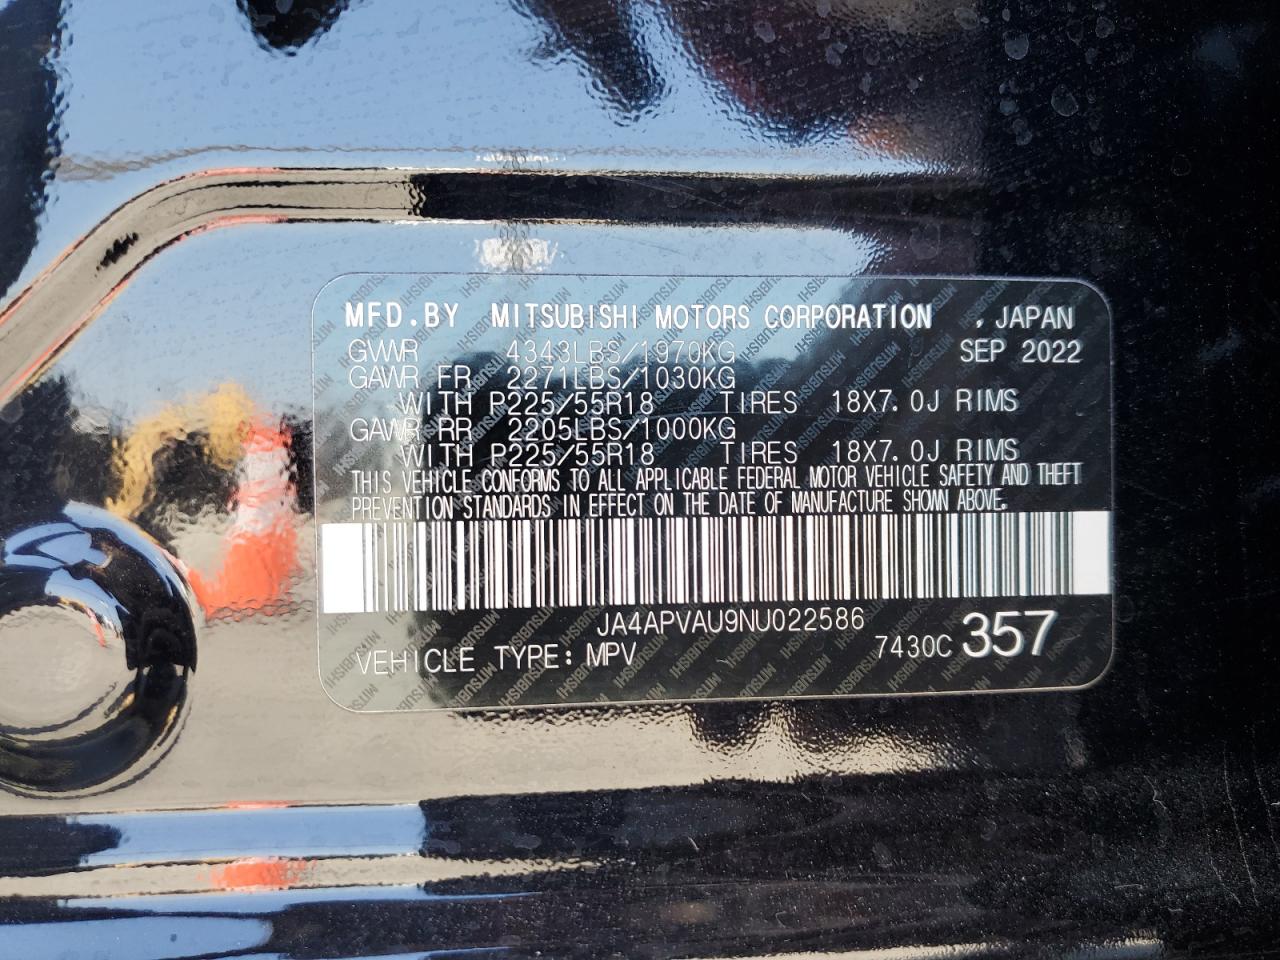 MFD.BY MITSUBISHI MOTORS CORPORATION , JAPAN
GVWR 4343LBS/1970KG SEP 2022
GAWR FR 2271LBS/1030KG
WITH P225/55R18 TIRES 18X7.0J RIMS
GAWR RR 2205LBS/1000KG
WITH P225/55R18 TIRES 18X7.0J RIMS
THIS VEHICLE CONFORMS TO ALL APPLICABLE FEDERAL MOTOR VEHICLE SAFETY AND THEFT
PREVENTION STANDARDS IN EFFECT ON THE DATE OF MANUFACTURE SHOWN ABOVE.
JA4APVAU9NU022586
VEHICLE TYPE: MPV 7430C 357